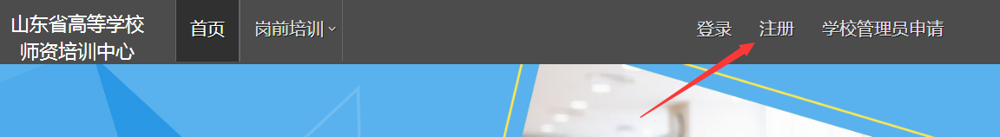 山东省高等学校
师资培训中心
首页
岗前培训
登录
注册
学校管理员申请